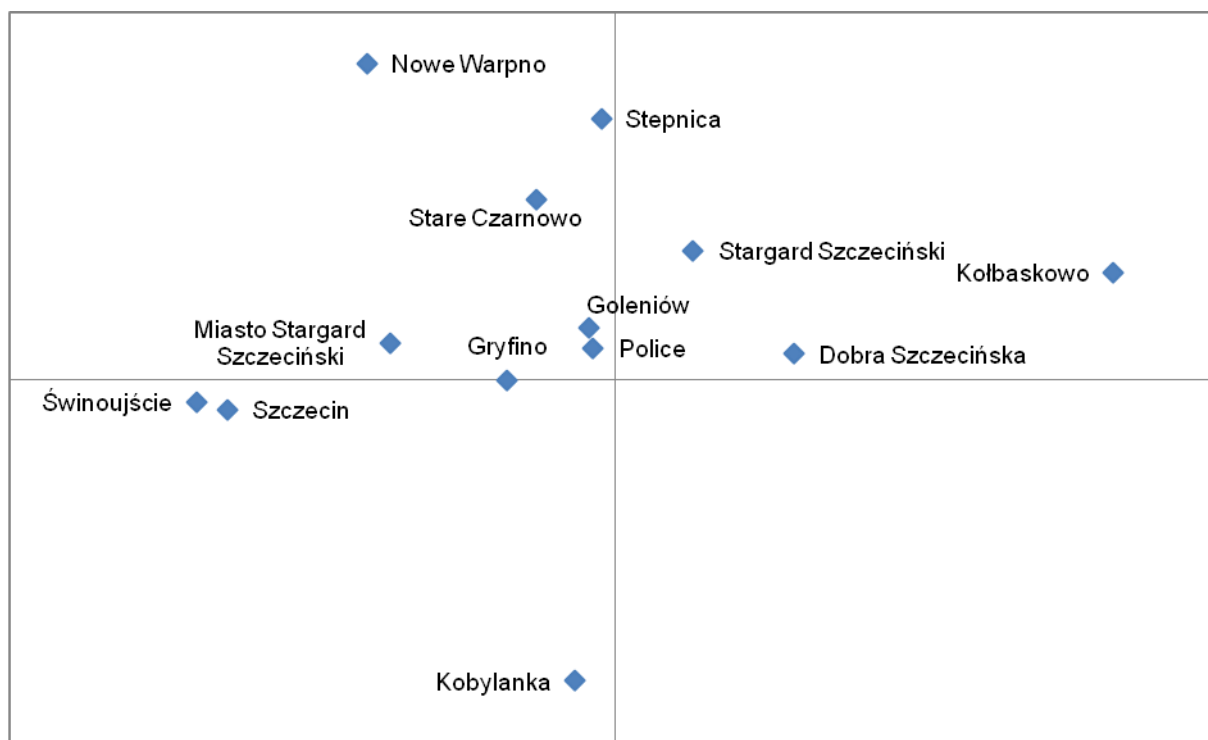 Nowe Warpno
Stepnica
Stare Czarnowo
Stargard Szczeciński
Kołbaskowo
Goleniów
Miasto Stargard
Szczeciński
Gryfino
Police
Dobra Szczecińska
Świnoujście
Szczecin
Kobylanka